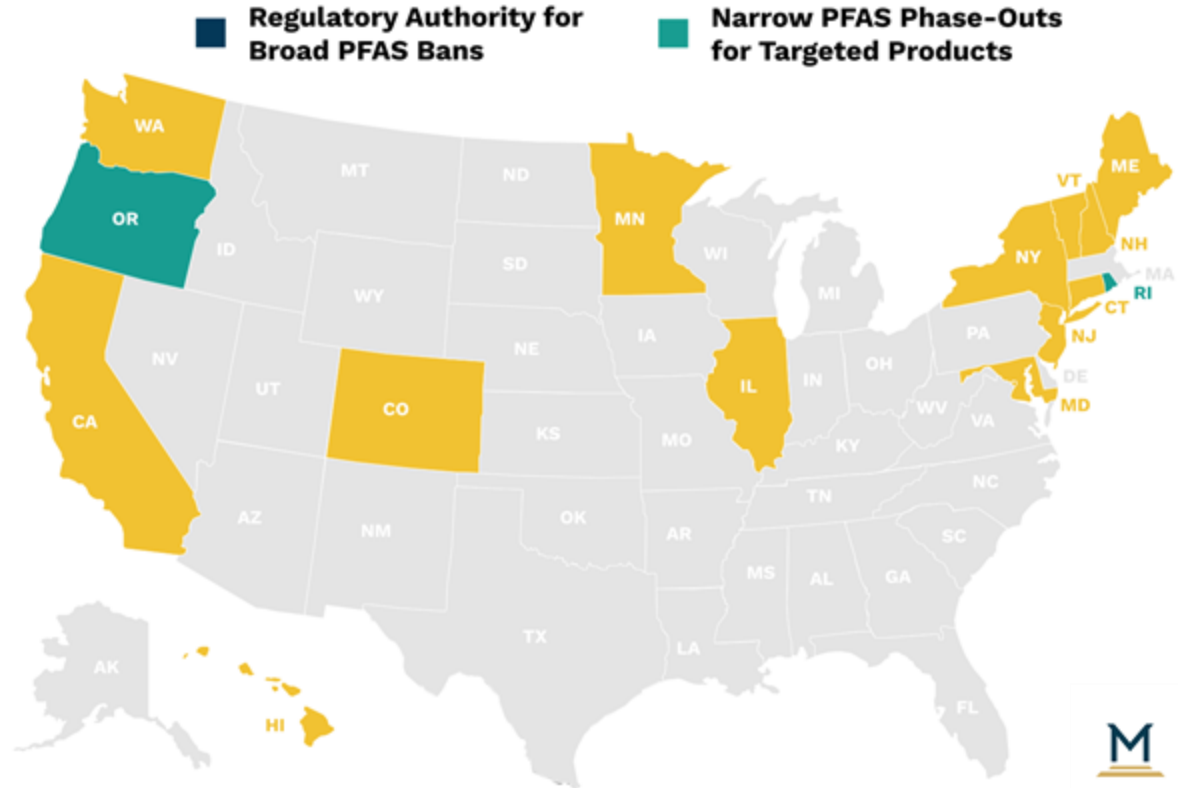 Regulatory Authority for
Broad PFAS Bans
Narrow PFAS Phase-Outs
for Targeted Products
WA
MT
ND
MN
ME
VT
OR
ID
SD
WI
NY
NH
MA
WY
MI
RI
CT
NV
NE
IA
PA
NJ
UT
IL
IN
OH
DE
CA
CO
KS
MO
WV
VA
MD
KY
AZ
NM
OK
TN
NC
AR
SC
MS
AL
GA
TX
LA
AK
HI
FL
M